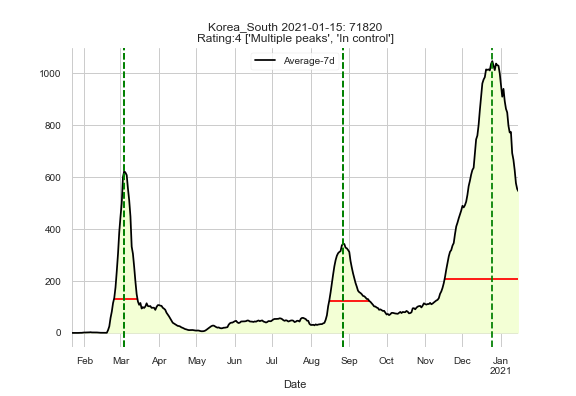 Korea_South 2021-01-15: 71820
Rating:4 ['Multiple peaks', 'In control']
Average-7d
1000
800
600
400
200
0
Feb Mar Apr May Jun Jul Aug Sep Oct Nov Dec Jan
2021
Date